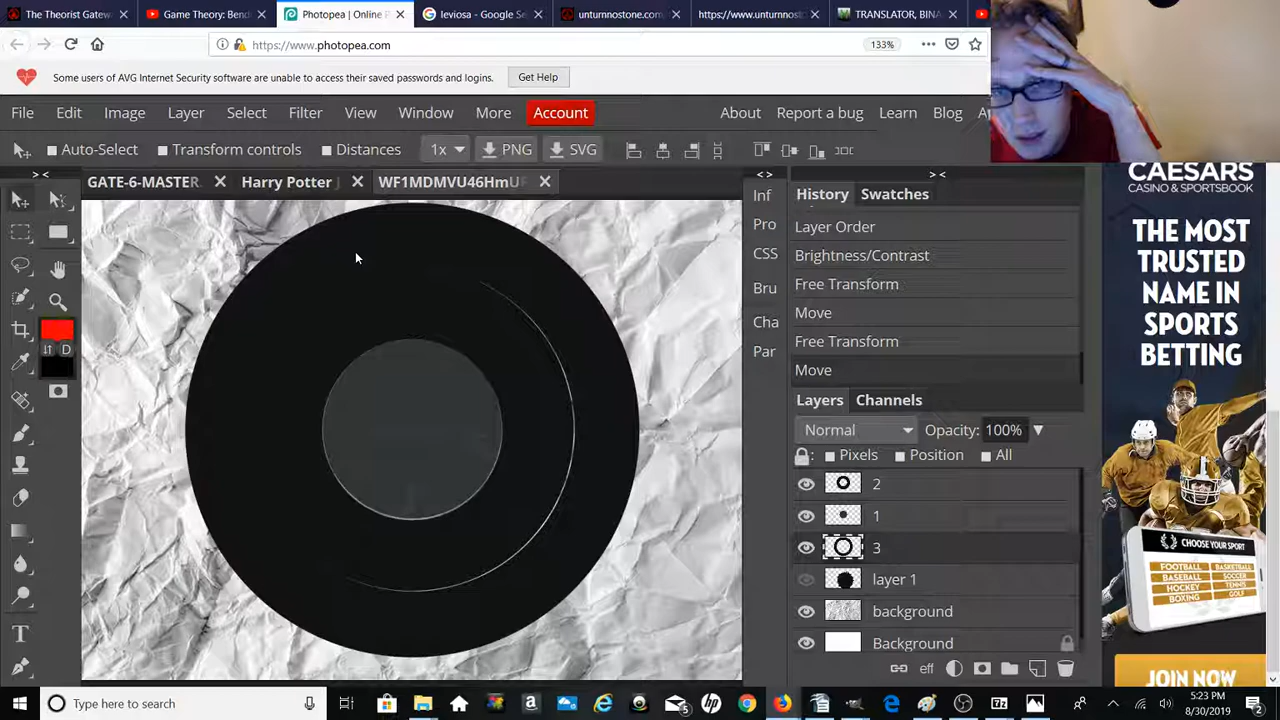 The Theorist Gateway
Game Theory: Bend
Photopea | Online P
leviosa - Google Se
unturnnostone.com/
https://www.unturnnost
TRANSLATOR, BINA
https://www.photopea.com
133%
Some users of AVG Internet Security software are unable to access their saved passwords and logins.
Get Help
File Edit Image Layer Select Filter View Window More Account About Report a bug Learn Blog Ap
Auto-Select Transform controls Distances 1x PNG SVG
GATE-6-MASTER. Harry Potter WF1MDMVU46HmUF
Inf
Pro
CSS
Bru
Cha
Par
History Swatches
Layer Order
Brightness/Contrast
Free Transform
Move
Free Transform
Move
Layers Channels
Normal Opacity: 100%
Pixels Position All
2
1
3
layer 1
background
Background
eff
D
T
CAESARS
CASINO & SPORTSBOOK
THE MOST
TRUSTED
NAME IN
SPORTS
BETTING
CHOOSE YOUR SPORT
FOOTBALL BASKETBALL
BASEBALL SOCCER
HOCKEY TENNIS
BOXING GOLF
JOIN NOW
Type here to search
5:23 PM
8/30/2019